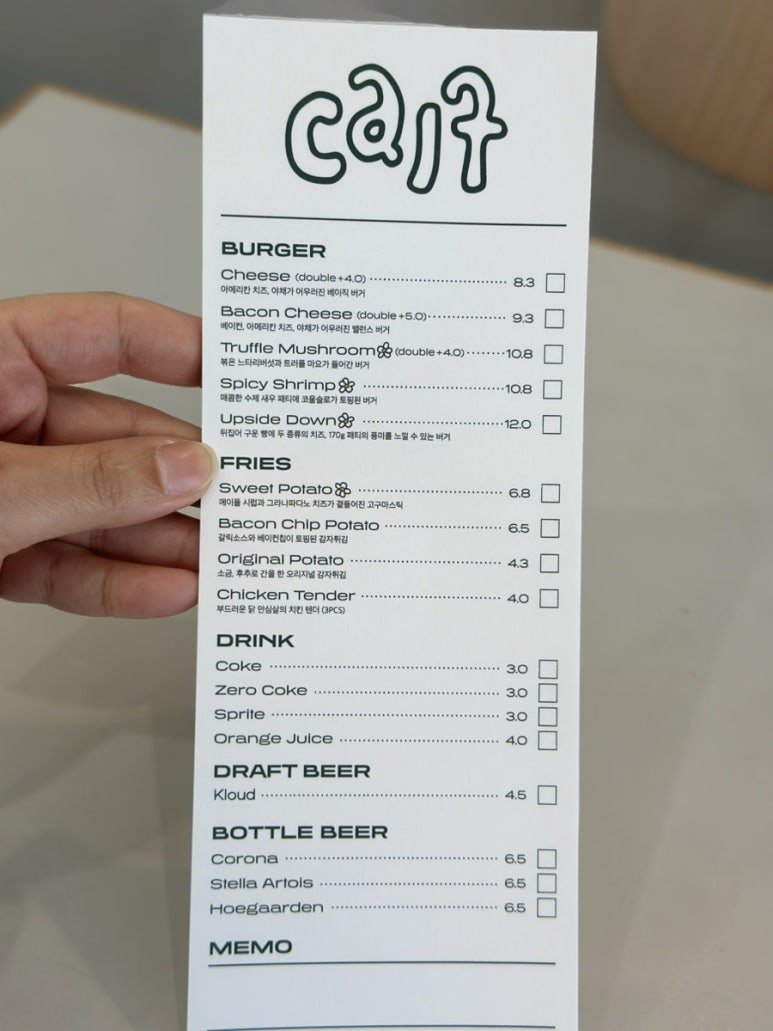 calf
BURGER
Cheese (double+4.0) 8.3
아메리칸 치즈, 야채가 어우러진 베이직 버거
Bacon Cheese (double+5.0) 9.3
베이컨, 아메리칸 치즈, 야채가 어우러진 밸런스 버거
Truffle Mushroom (double+4.0) 10.8
볶은 느타리버섯과 트러플 마요가 들어간 버거
Spicy Shrimp 10.8
매콤한 수제 새우 패티에 코울슬로가 토핑된 버거
Upside Down 12.0
뒤집어 구운 빵에 두 종류의 치즈, 170g 패티의 풍미를 느낄 수 있는 버거
FRIES
Sweet Potato 6.8
메이플 시럽과 그라나파다노 치즈가 곁들어진 고구마스틱
Bacon Chip Potato 6.5
갈릭소스와 베이컨칩이 토핑된 감자튀김
Original Potato 4.3
소금, 후추로 간을 한 오리지널 감자튀김
Chicken Tender 4.0
부드러운 닭 안심살의 치킨 텐더 (3PCS)
DRINK
Coke 3.0
Zero Coke 3.0
Sprite 3.0
Orange Juice 4.0
DRAFT BEER
Kloud 4.5
BOTTLE BEER
Corona 6.5
Stella Artois 6.5
Hoegaarden 6.5
MEMO